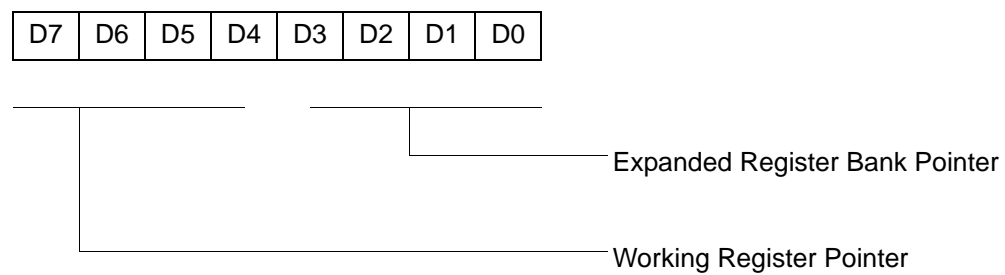 D7 D6 D5 D4 D3 D2 D1 D0
Expanded Register Bank Pointer
Working Register Pointer